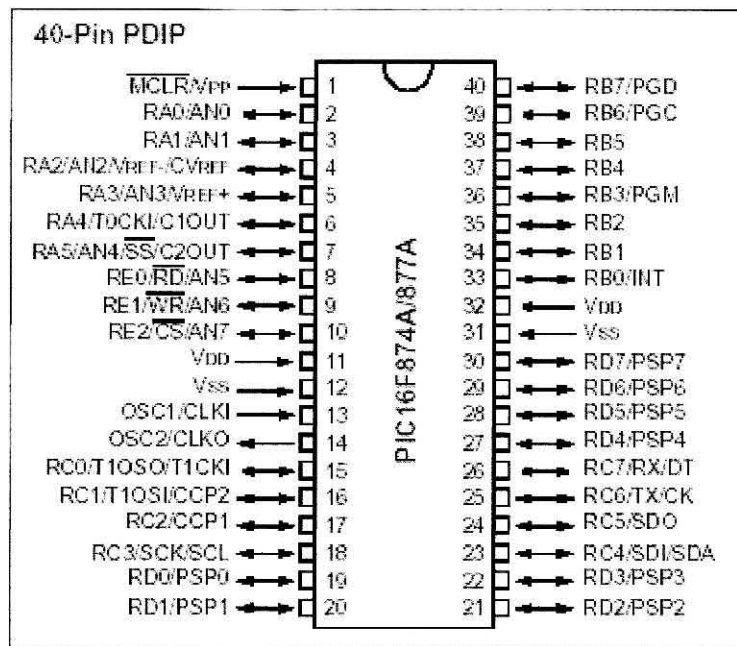 40-Pin PDIP
MCLR/VPP 1
RA0/AN0 2
RA1/AN1 3
RA2/AN2/VREF-/CVREF 4
RA3/AN3/VREF+ 5
RA4/T0CKI/C1OUT 6
RA5/AN4/SS/C2OUT 7
RE0/RD/AN5 8
RE1/WR/AN6 9
RE2/CS/AN7 10
VDD 11
VSS 12
OSC1/CLKI 13
OSC2/CLKO 14
RC0/T1OSO/T1CKI 15
RC1/T1OSI/CCP2 16
RC2/CCP1 17
RC3/SCK/SCL 18
RD0/PSP0 19
RD1/PSP1 20
PIC16F874A/877A
40 RB7/PGD
39 RB6/PGC
38 RB5
37 RB4
36 RB3/PGM
35 RB2
34 RB1
33 RB0/INT
32 VDD
31 VSS
30 RD7/PSP7
29 RD6/PSP6
28 RD5/PSP5
27 RD4/PSP4
26 RC7/RX/DT
25 RC6/TX/CK
24 RC5/SDO
23 RC4/SDI/SDA
22 RD3/PSP3
21 RD2/PSP2